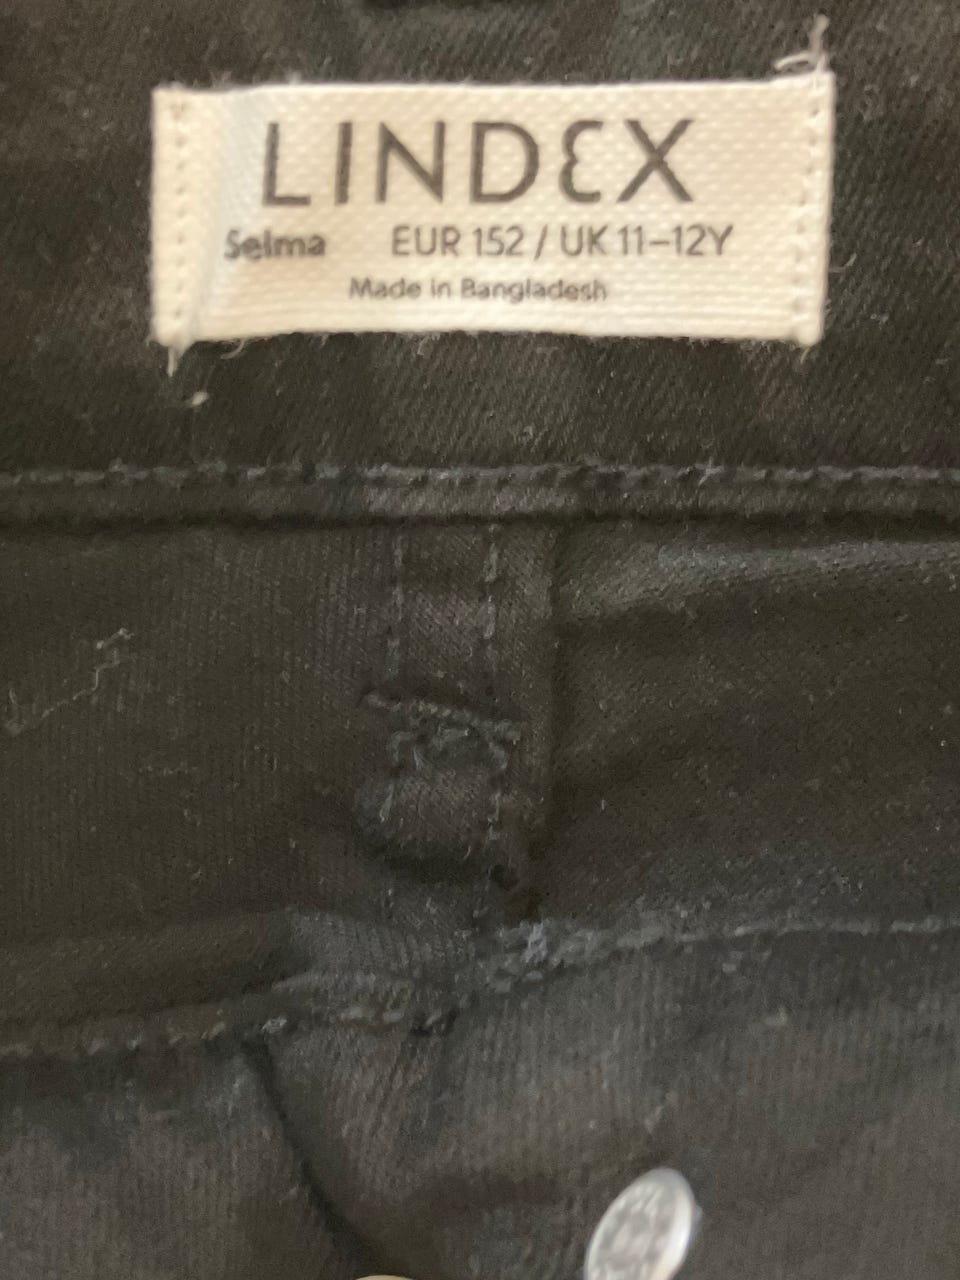 LINDEX
Selma EUR 152 / UK 11–12Y
Made in Bangladesh